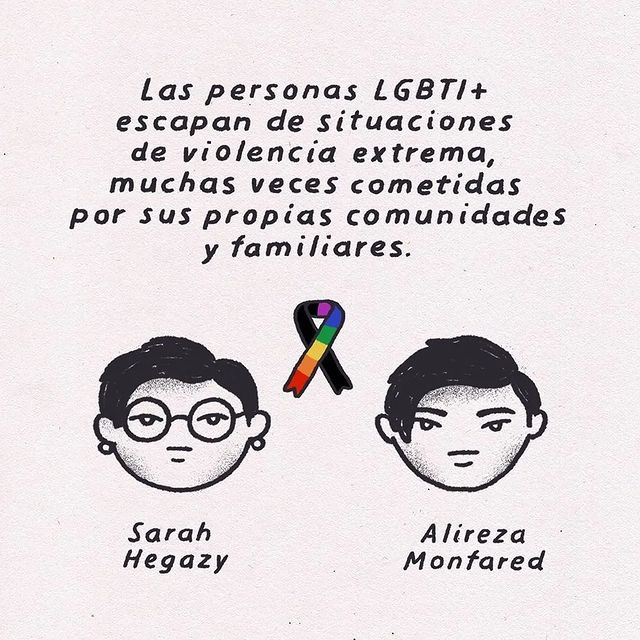 Las personas LGBTI+
escapan de situaciones
de violencia extrema,
muchas veces cometidas
por sus propias comunidades
y familiares.
Sarah
Hegazy
Alireza
Monfared